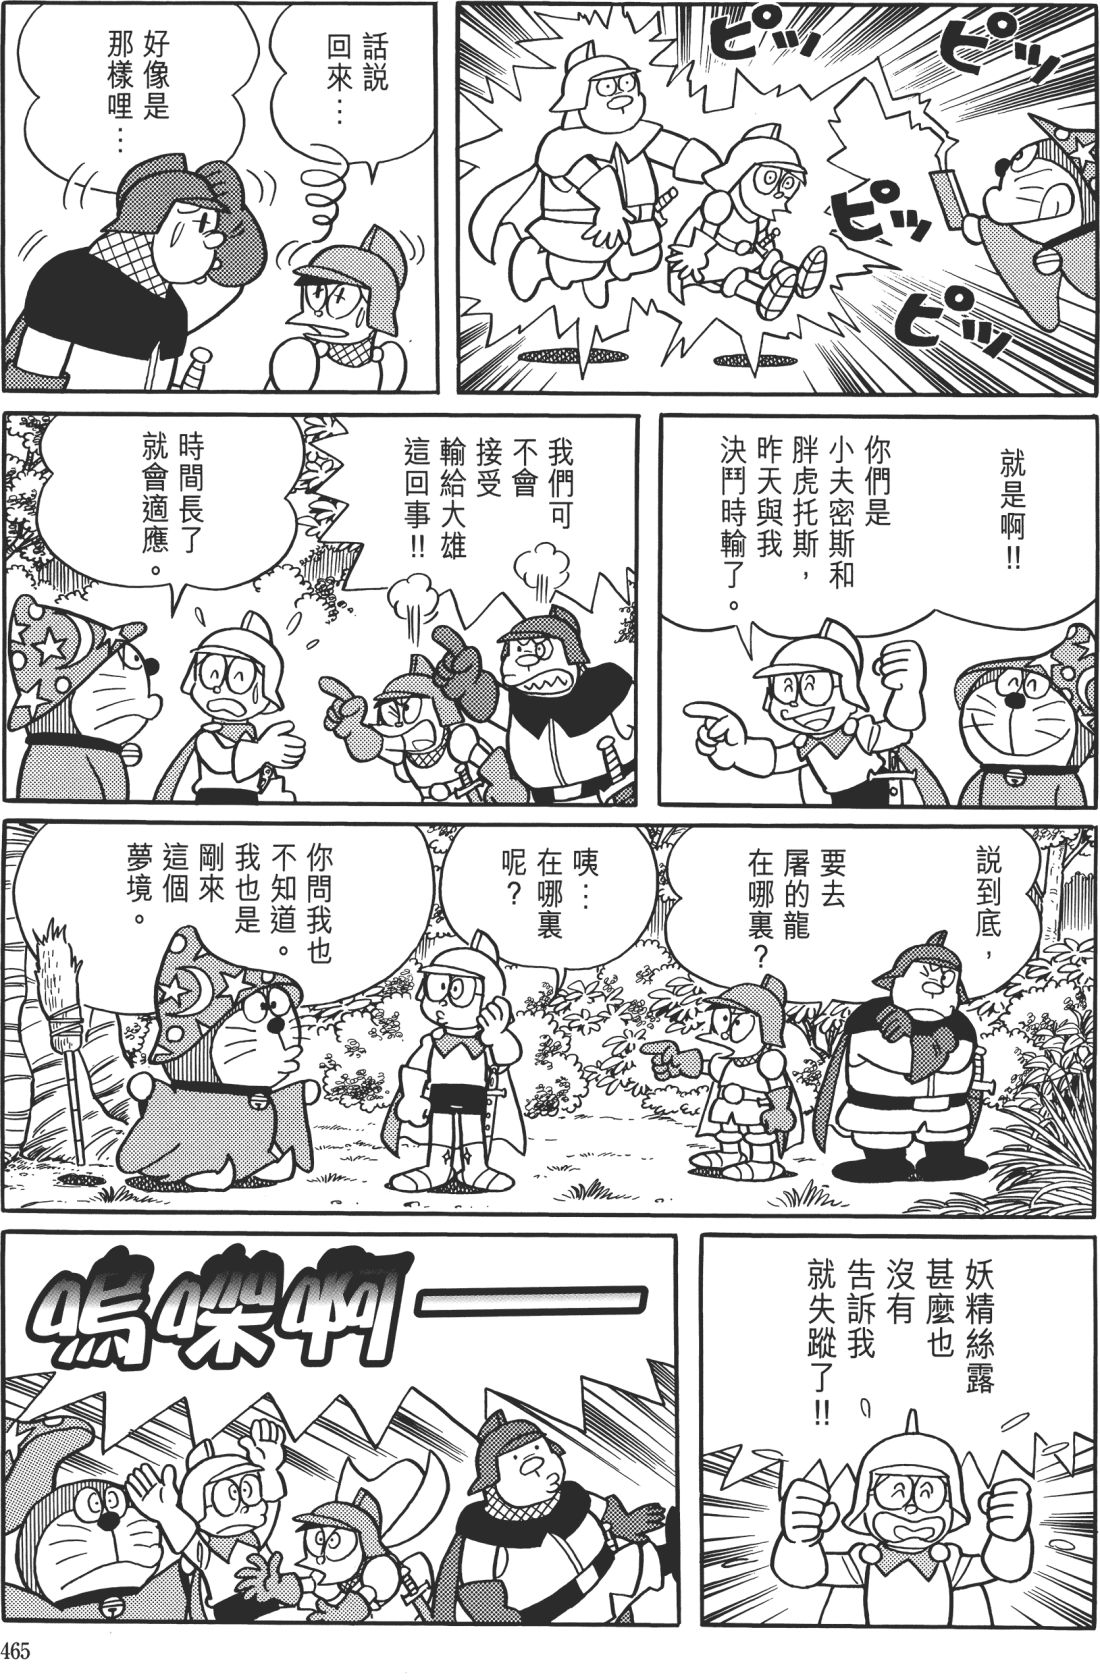 ピッ
ピッ
ピッ
ピッ
話說
回來…
好像是
那樣哩…
就是啊!!
你們是
小夫密斯和
胖虎托斯，
昨天與我
決鬥時輸了。
我們可
不會
接受
輸給大雄
這回事!!
時間長了
就會適應。
說到底，
要去
屠的龍
在哪裏？
咦…
在哪裏
呢？
你問我也
不知道。
我也是
剛來
這個
夢境。
妖精絲露
甚麼也
沒有
告訴我
就失蹤了!!
嗚㗎啊──
465